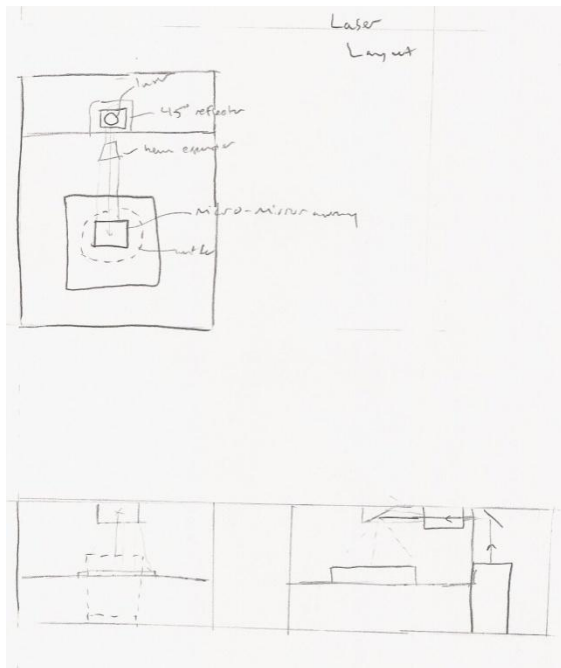 Laser
Layout
laser
45° reflector
beam expander
Micro-Mirror array